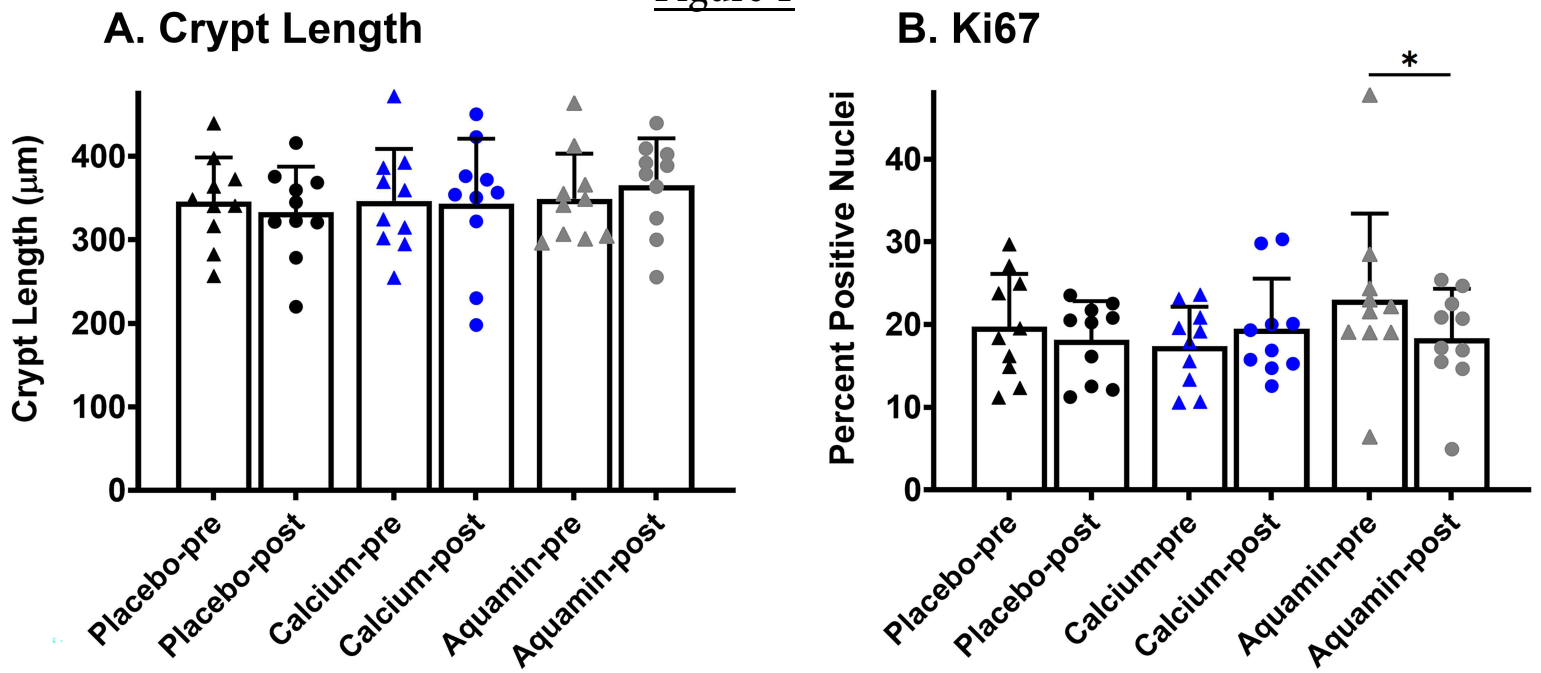 A. Crypt Length
Crypt Length (μm)
400
300
200
100
0
Placebo-pre
Placebo-post
Calcium-pre
Calcium-post
Aquamin-pre
Aquamin-post
B. Ki67
*
Percent Positive Nuclei
40
30
20
10
0
Placebo-pre
Placebo-post
Calcium-pre
Calcium-post
Aquamin-pre
Aquamin-post